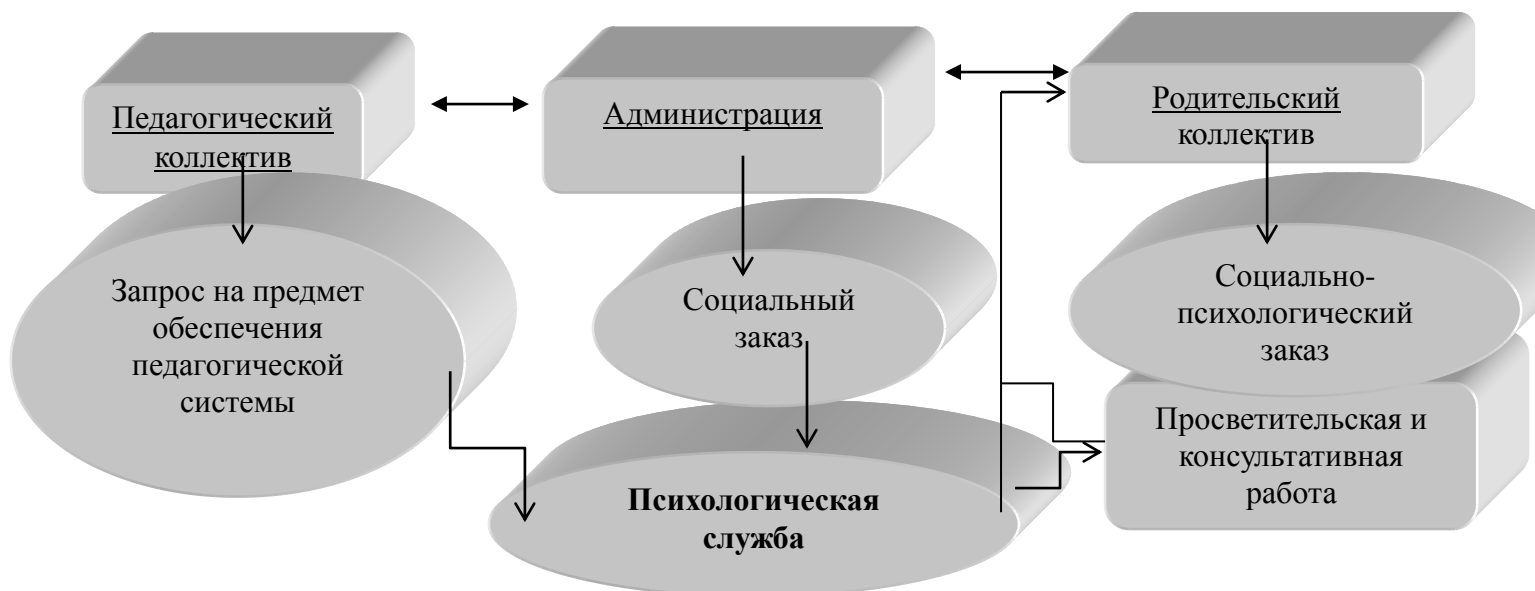 Педагогический
коллектив
Администрация
Родительский
коллектив
Запрос на предмет
обеспечения
педагогической
системы
Социальный
заказ
Социально-
психологический
заказ
Психологическая
служба
Просветительская и
консультативная
работа